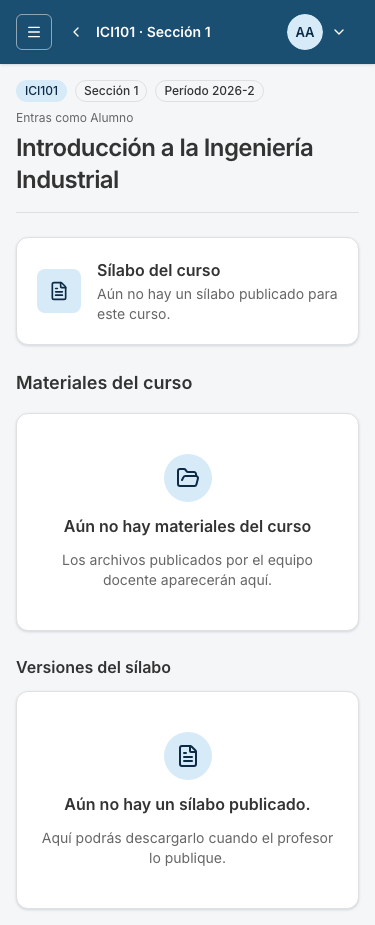 ICI101 · Sección 1
AA
ICI101
Sección 1
Período 2026-2
Entras como Alumno
Introducción a la Ingeniería
Industrial
Sílabo del curso
Aún no hay un sílabo publicado para
este curso.
Materiales del curso
Aún no hay materiales del curso
Los archivos publicados por el equipo
docente aparecerán aquí.
Versiones del sílabo
Aún no hay un sílabo publicado.
Aquí podrás descargarlo cuando el profesor
lo publique.